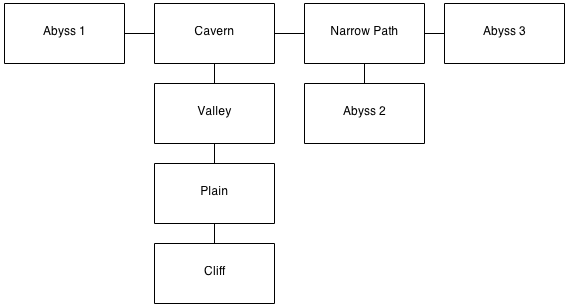 Abyss 1
Cavern
Narrow Path
Abyss 3
Valley
Abyss 2
Plain
Cliff